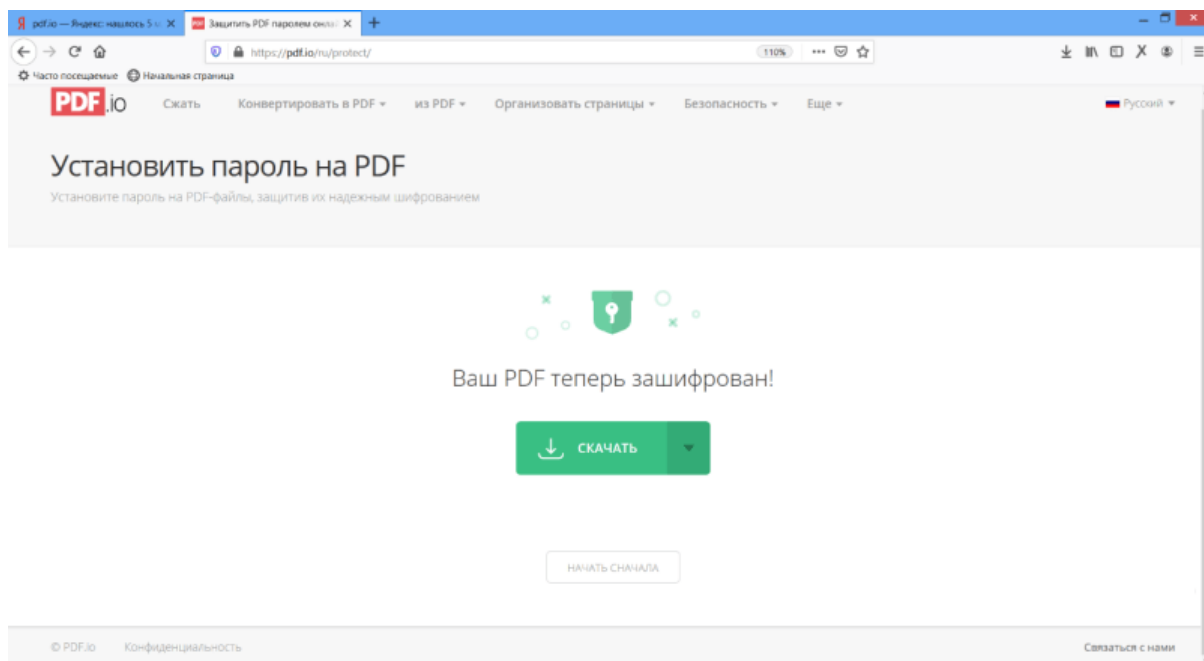 pdf.io — Яндекс: нашлось 5
Защитить PDF паролем онла
https://pdf.io/ru/protect/
110%
Часто посещаемые Начальная страница
PDF.iO Сжать Конвертировать в PDF из PDF Организовать страницы Безопасность Еще Русский
Установить пароль на PDF
Установите пароль на PDF-файлы, защитив их надежным шифрованием
Ваш PDF теперь зашифрован!
СКАЧАТЬ
НАЧАТЬ СНАЧАЛА
© PDF.io Конфиденциальность Связаться с нами